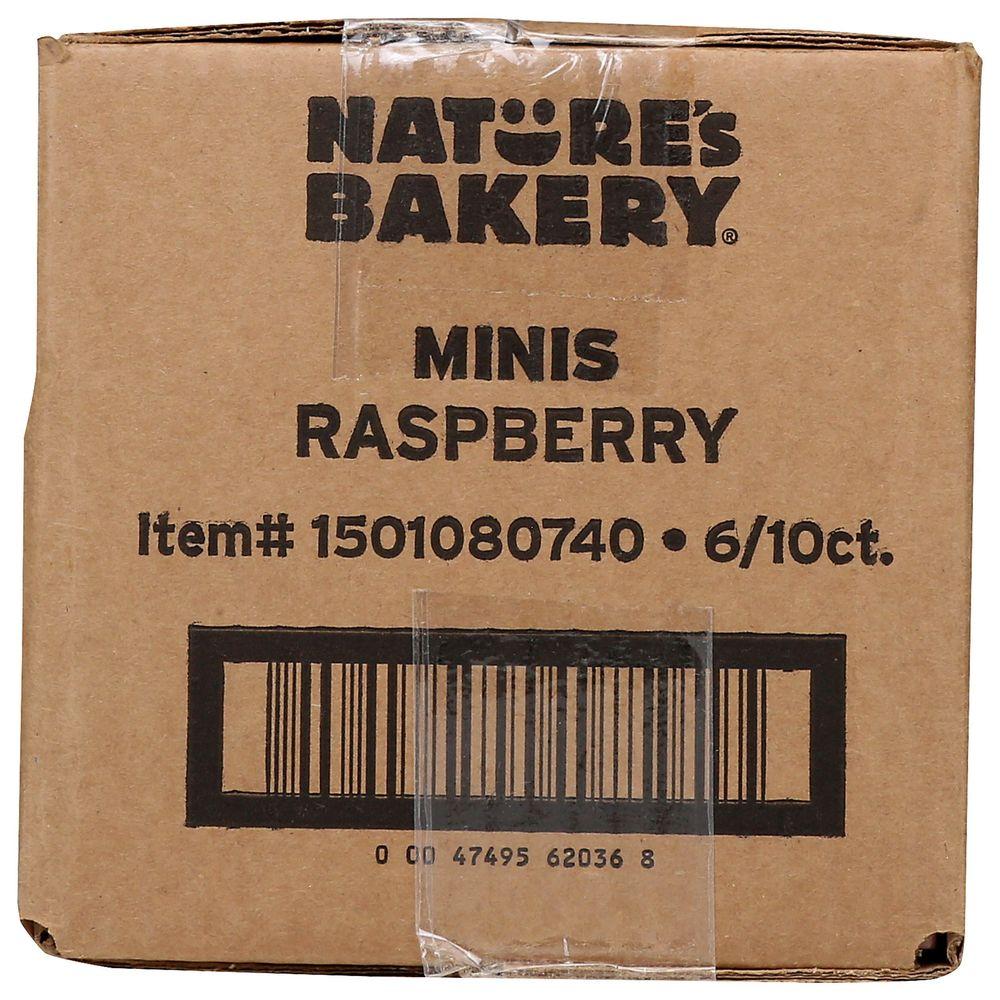 NATURE'S
BAKERY®
MINIS
RASPBERRY
Item# 1501080740 • 6/10ct.
0 00 47495 62036 8